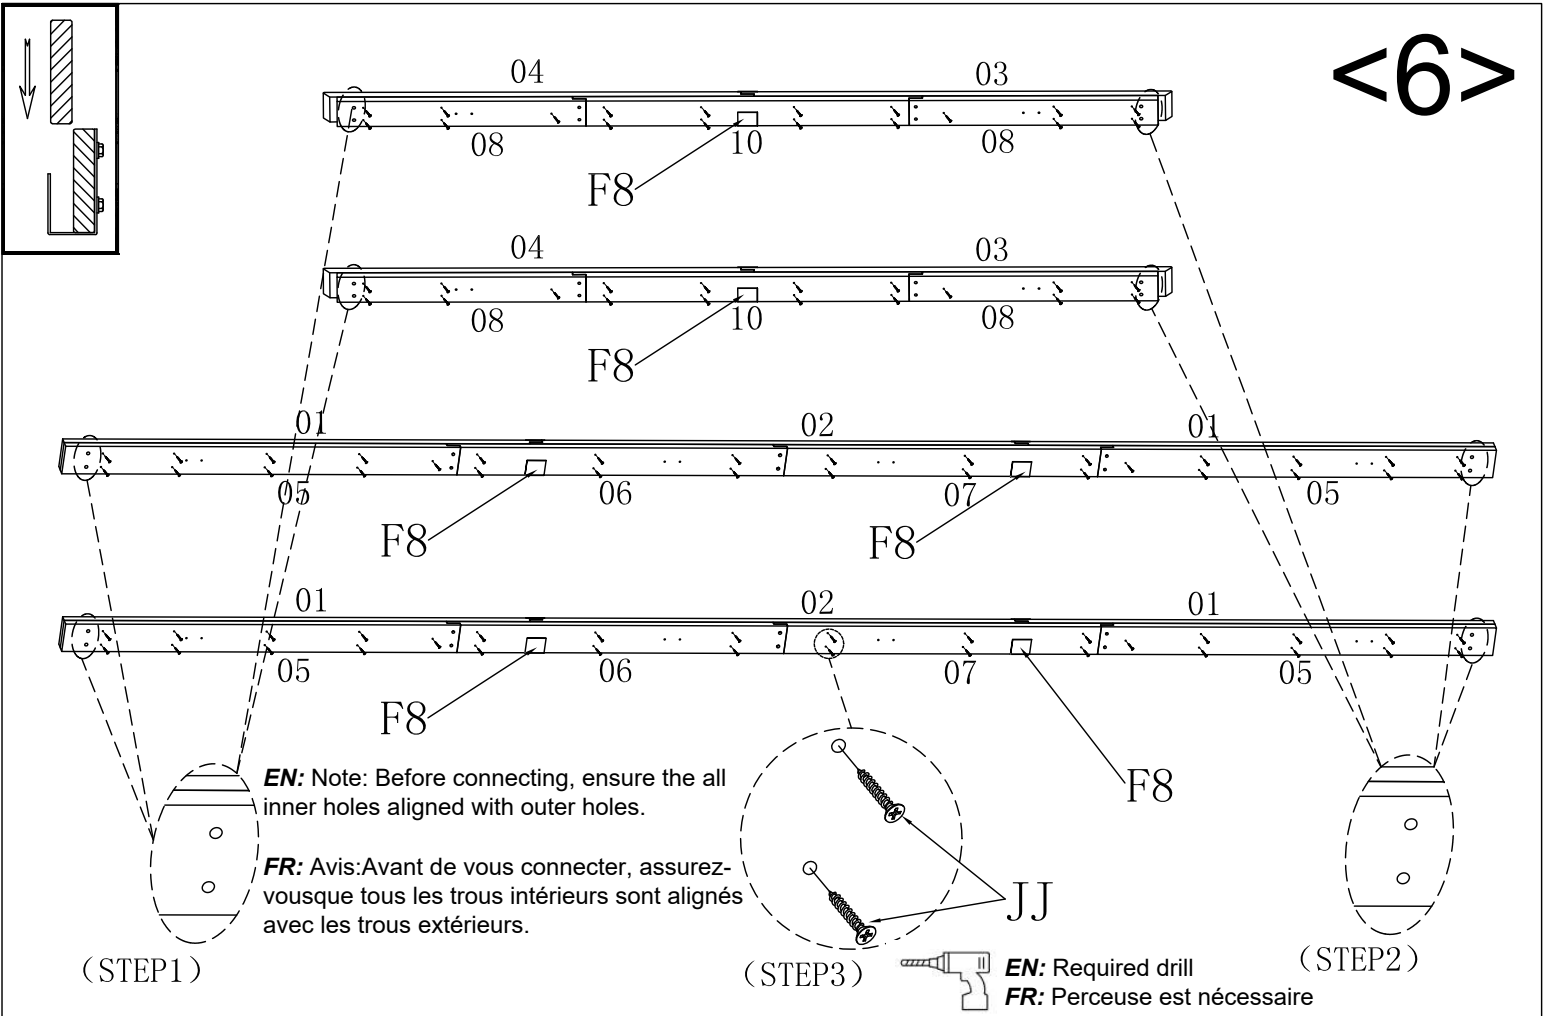 <6>
04 03
08 10 08
F8
04 03
08 10 08
F8
01 02 01
05 06 07 05
F8 F8
01 02 01
05 06 07 05
F8
F8
EN: Note: Before connecting, ensure the all
inner holes aligned with outer holes.
FR: Avis:Avant de vous connecter, assurez-
vousque tous les trous intérieurs sont alignés
avec les trous extérieurs.
JJ
(STEP1)
(STEP3)
(STEP2)
EN: Required drill
FR: Perceuse est nécessaire